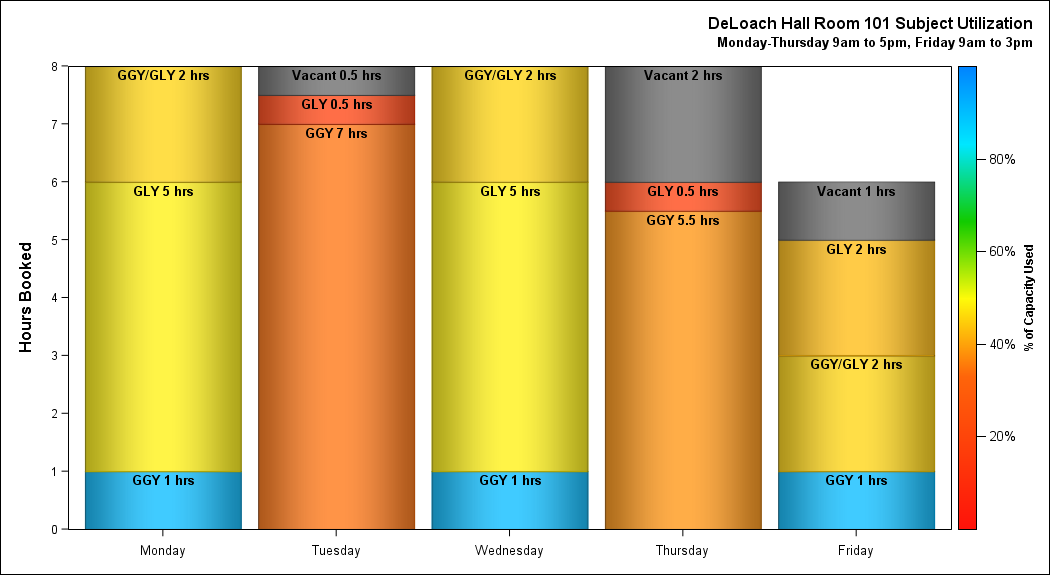 DeLoach Hall Room 101 Subject Utilization
Monday-Thursday 9am to 5pm, Friday 9am to 3pm
Hours Booked
8
7
6
5
4
3
2
1
0
GGY/GLY 2 hrs
GLY 5 hrs
GGY 1 hrs
Vacant 0.5 hrs
GLY 0.5 hrs
GGY 7 hrs
GGY/GLY 2 hrs
GLY 5 hrs
GGY 1 hrs
Vacant 2 hrs
GLY 0.5 hrs
GGY 5.5 hrs
Vacant 1 hrs
GLY 2 hrs
GGY/GLY 2 hrs
GGY 1 hrs
Monday
Tuesday
Wednesday
Thursday
Friday
80%
60%
40%
20%
% of Capacity Used